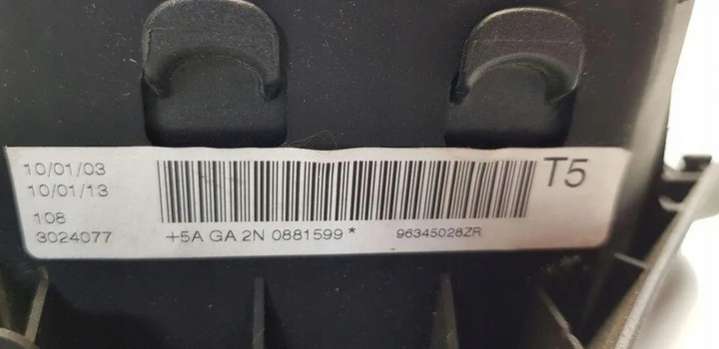 10/01/03
10/01/13
T5
108
3024077
+5A GA 2N 0881599 *
96345028ZR